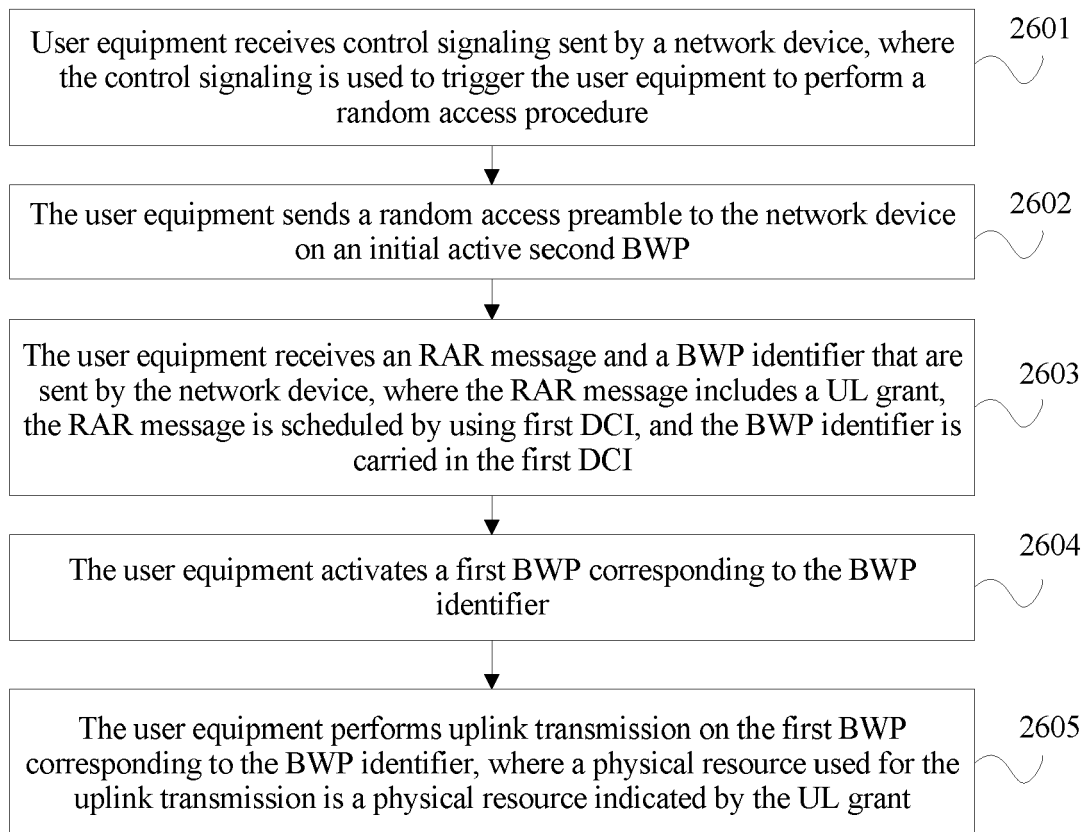 User equipment receives control signaling sent by a network device, where
the control signaling is used to trigger the user equipment to perform a
random access procedure
2601
The user equipment sends a random access preamble to the network device
on an initial active second BWP
2602
The user equipment receives an RAR message and a BWP identifier that are
sent by the network device, where the RAR message includes a UL grant,
the RAR message is scheduled by using first DCI, and the BWP identifier is
carried in the first DCI
2603
The user equipment activates a first BWP corresponding to the BWP
identifier
2604
The user equipment performs uplink transmission on the first BWP
corresponding to the BWP identifier, where a physical resource used for the
uplink transmission is a physical resource indicated by the UL grant
2605